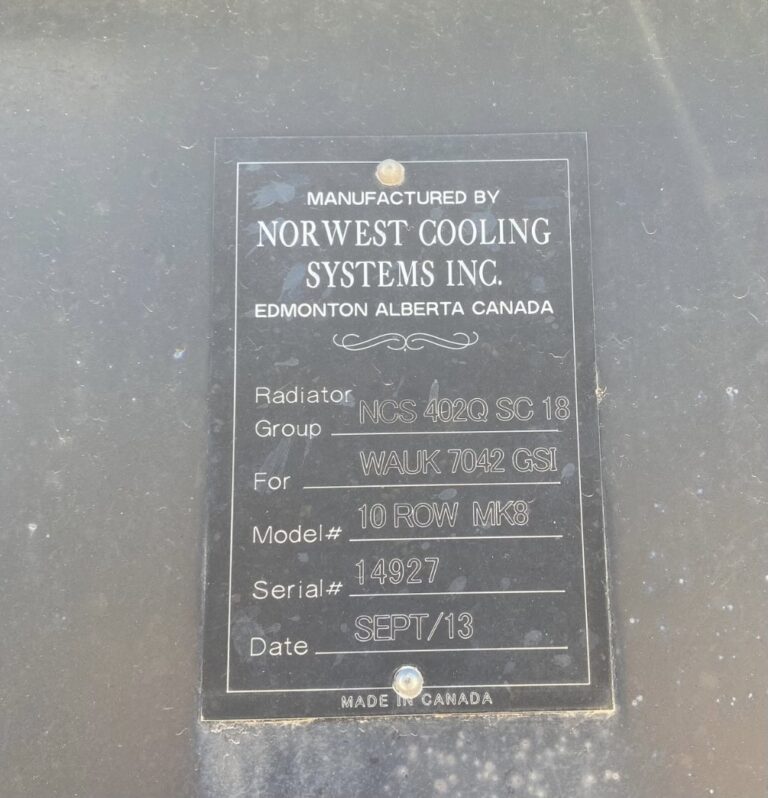 MANUFACTURED BY
NORWEST COOLING
SYSTEMS INC.
EDMONTON ALBERTA CANADA
Radiator
Group NCS 402Q SC 18
For WAUK 7042 GSI
Model# 10 ROW MK8
Serial# 14927
Date SEPT/13
MADE IN CANADA